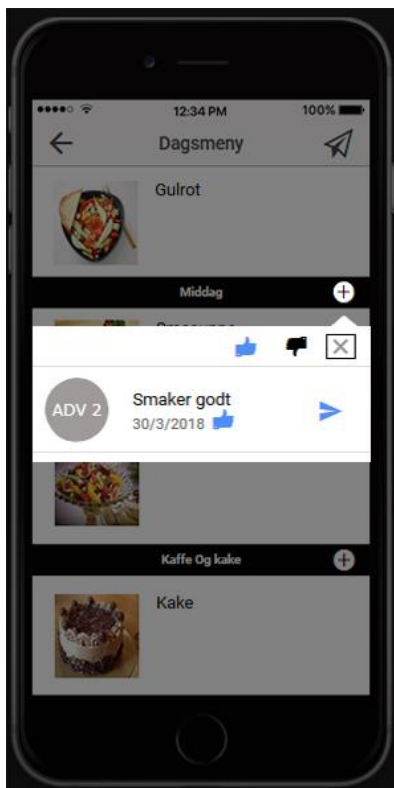 12:34 PM
100%
Dagsmeny
Gulrot
Middag
ADV 2
Smaker godt
30/3/2018
Kaffe Og kake
Kake